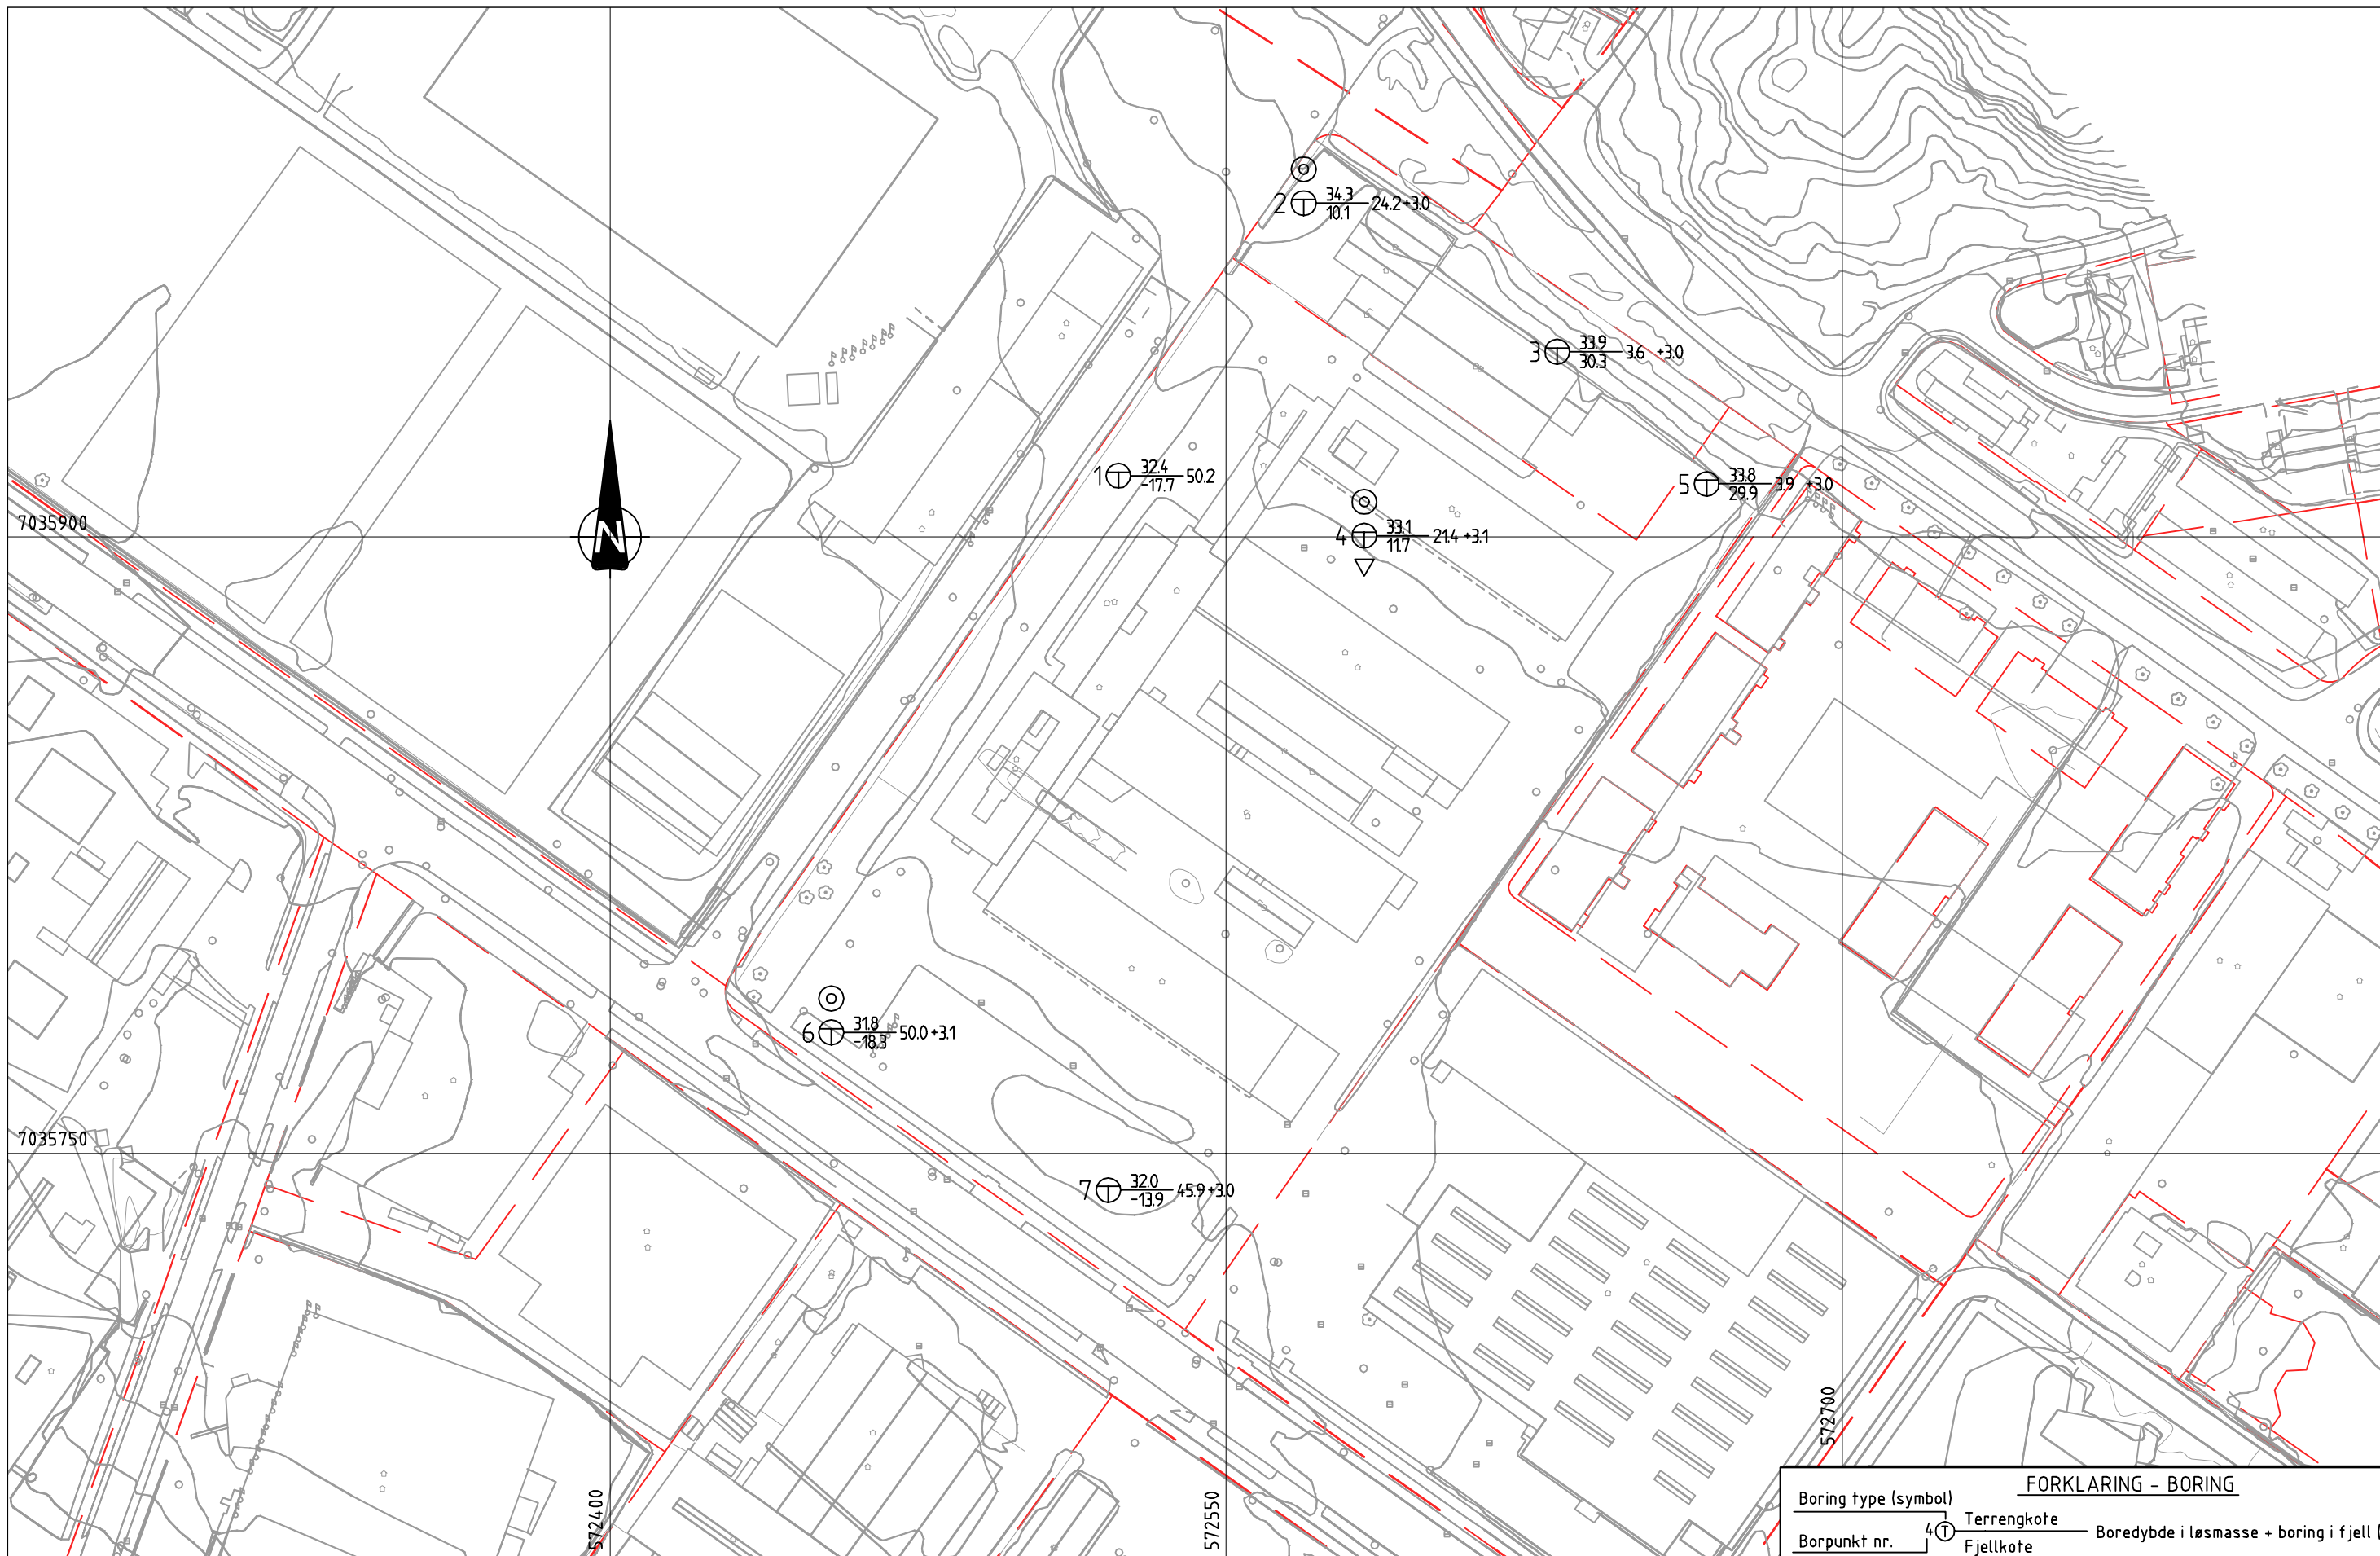 2 34.3 24.2+3.0
10.1
3 33.9 3.6 +3.0
30.3
1 32.4 50.2
-17.7
5 33.8 3.9 +3.0
29.9
7035900
N
4 33.1 21.4 +3.1
11.7
6 31.8 50.0+3.1
-18.3
7035750
7 32.0 45.9+3.0
-13.9
572400
572550
572700
FORKLARING - BORING
Boring type (symbol)
Terrengkote
4 T Boredybde i løsmasse + boring i fjell (
Borpunkt nr.
Fjellkote